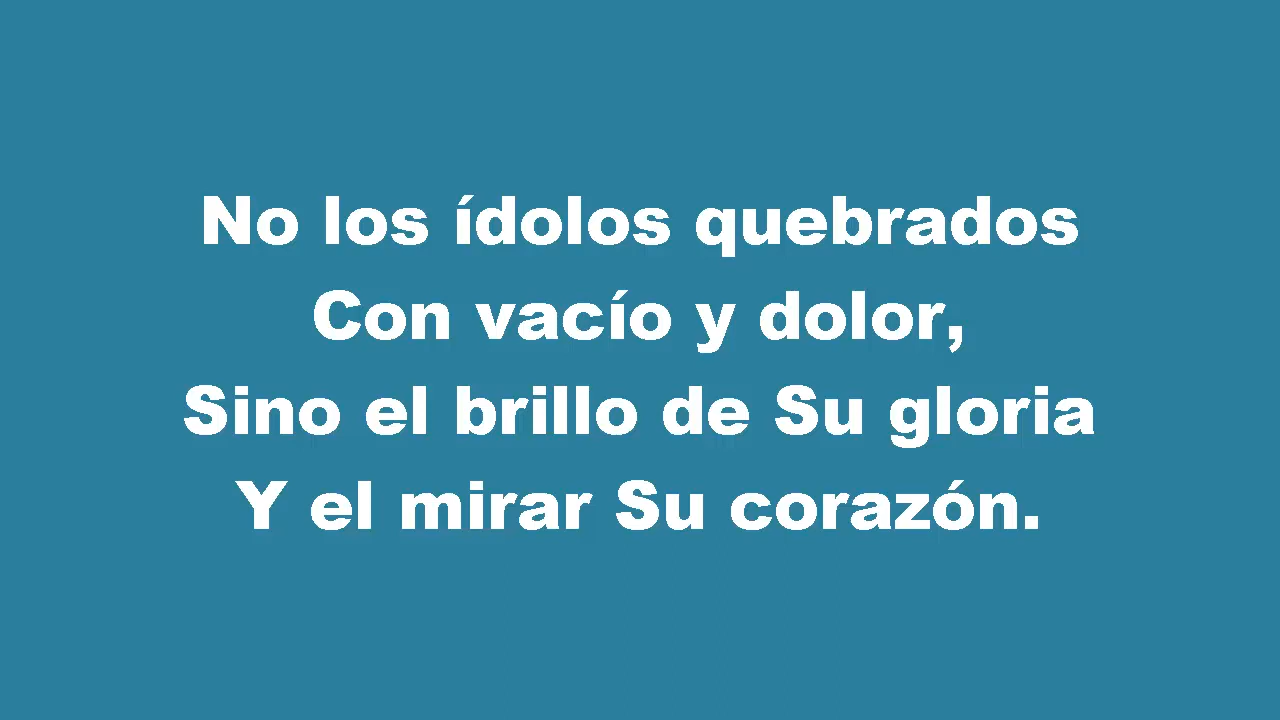 No los ídolos quebrados
Con vacío y dolor,
Sino el brillo de Su gloria
Y el mirar Su corazón.